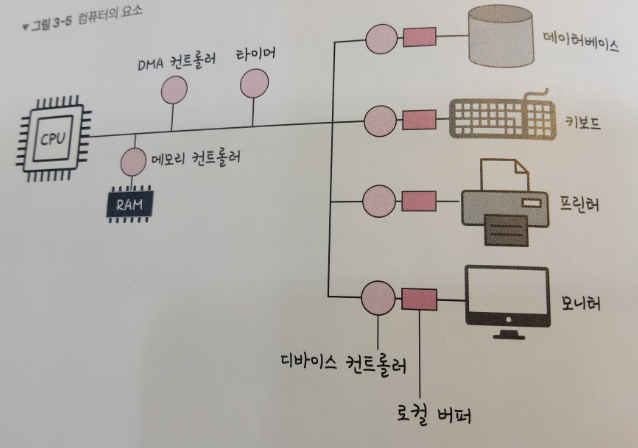 ▼그림 3-5 컴퓨터의 요소
DMA 컨트롤러
타이머
데이터베이스
CPU
키보드
메모리 컨트롤러
RAM
프린터
모니터
디바이스 컨트롤러
로컬 버퍼